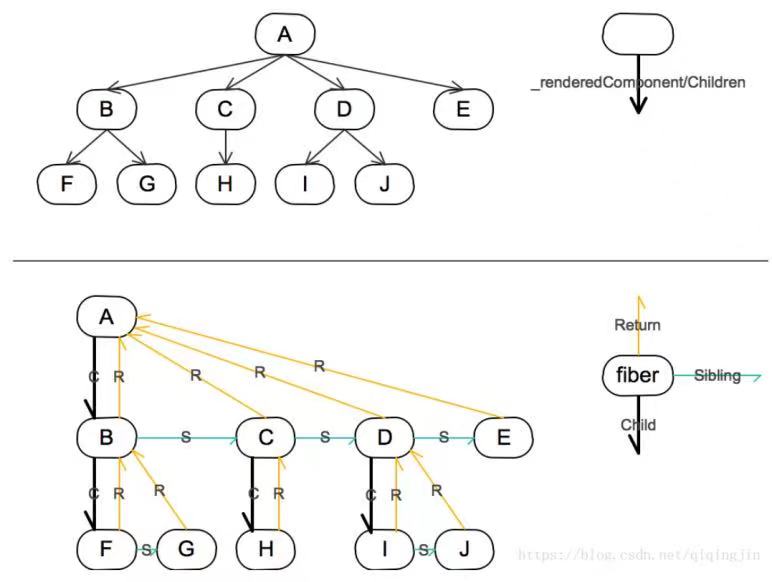 A
_renderedComponent/Children
B C D E
F G H I J
A
Return
R
C R R R
fiber
Sibling
Child
B S C S D S E
C R R C R C R R
F S G H I S J
https://blog.csdn.net/qiqingjin